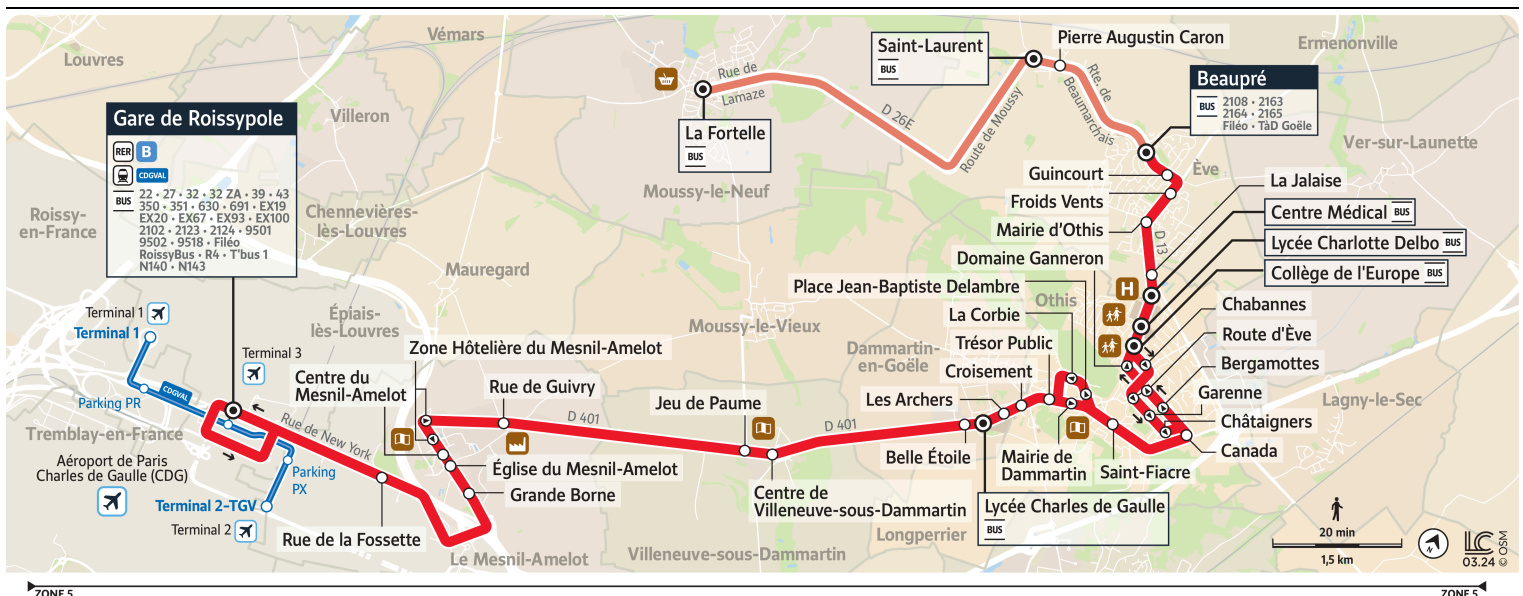 Louvres
Vémars
Villeron
Roissy-
en-France
Chennevières-
lès-Louvres
Mauregard
Épiais-
lès-Louvres
Tremblay-en-France
Le Mesnil-Amelot
Moussy-le-Neuf
Moussy-le-Vieux
Villeneuve-sous-Dammartin
Dammartin-
en-Goële
Longperrier
Othis
Ève
Ermenonville
Ver-sur-Launette
Lagny-le-Sec
Gare de Roissypole
RER B
CDGVAL
BUS
22 • 27 • 32 • 32 ZA • 39 • 43
350 • 351 • 630 • 691 • EX19
EX20 • EX67 • EX93 • EX100
2102 • 2123 • 2124 • 9501
9502 • 9518 • Filéo
RoissyBus • R4 • T'bus 1
N140 • N143
Terminal 1
Terminal 1
CDGVAL
Parking PR
Terminal 3
Aéroport de Paris
Charles de Gaulle (CDG)
Parking
PX
Terminal 2-TGV
Terminal 2
Rue de New York
Rue de la Fossette
Grande Borne
Église du Mesnil-Amelot
Centre du
Mesnil-Amelot
Zone Hôtelière du Mesnil-Amelot
Rue de Guivry
D 401
Jeu de Paume
Centre de
Villeneuve-sous-Dammartin
D 401
Belle Étoile
Lycée Charles de Gaulle
BUS
Les Archers
Croisement
Trésor Public
La Corbie
Place Jean-Baptiste Delambre
Mairie de
Dammartin
Saint-Fiacre
Canada
Châtaigners
Garenne
Bergamottes
Route d'Ève
Chabannes
Domaine Ganneron
Collège de l'Europe BUS
Lycée Charlotte Delbo BUS
Centre Médical BUS
H
La Jalaise
D 13
Mairie d'Othis
Froids Vents
Guincourt
Beaupré
BUS
2108 • 2163
2164 • 2165
Filéo • TàD Goële
Rte. de
Beaumarchais
Pierre Augustin Caron
Saint-Laurent
BUS
Route de Moussy
D 26E
Rue de
Lamaze
La Fortelle
BUS
20 min
1,5 km
N
LC
03.24
© OSM
ZONE 5
ZONE 5